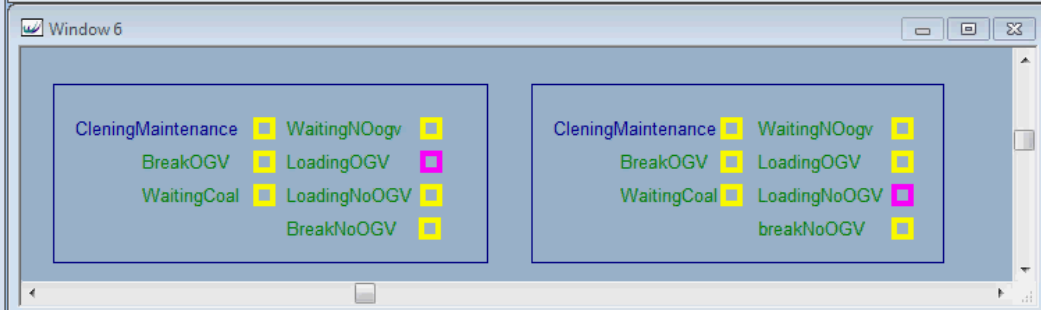 Window 6
CleningMaintenance WaitingNOogv CleningMaintenance WaitingNOogv
BreakOGV LoadingOGV BreakOGV LoadingOGV
WaitingCoal LoadingNoOGV WaitingCoal LoadingNoOGV
BreakNoOGV breakNoOGV